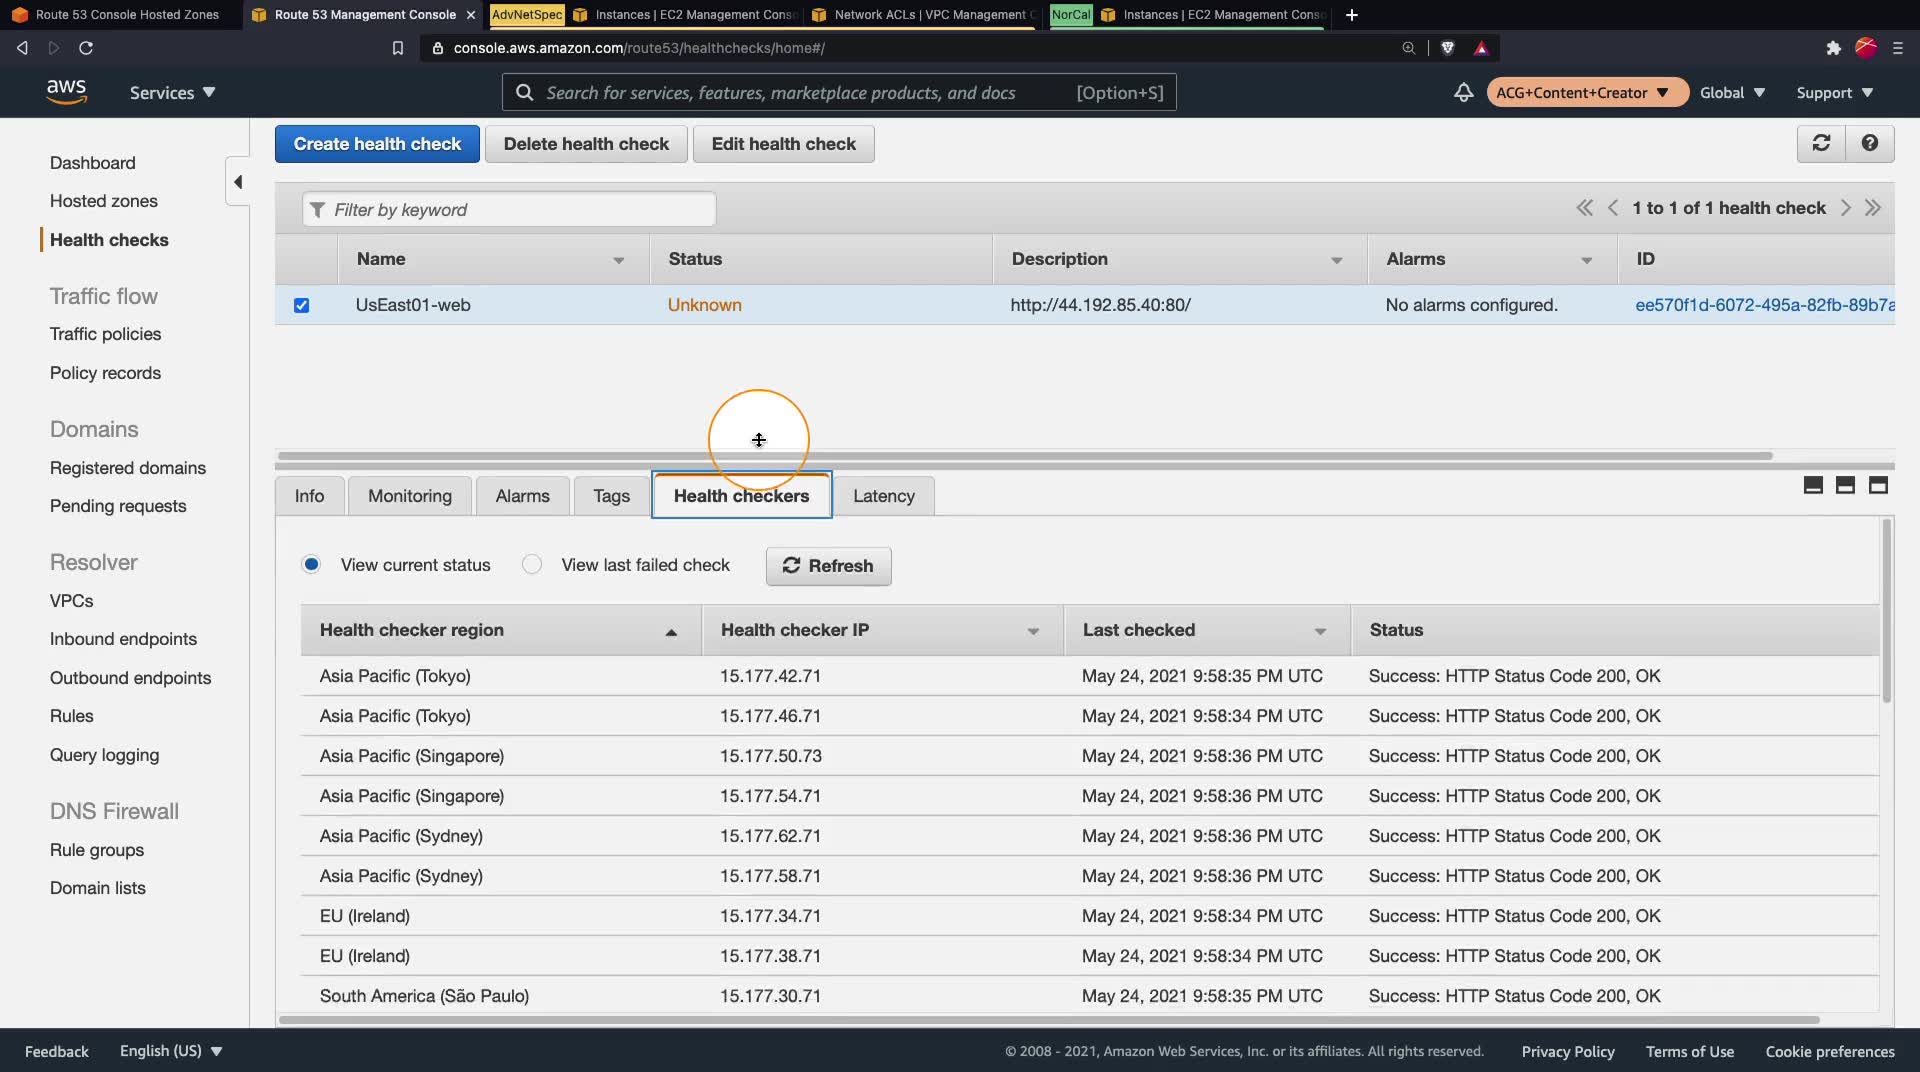 Route 53 Console Hosted Zones
Route 53 Management Console
AdvNetSpec
Instances | EC2 Management Conso
Network ACLs | VPC Management C
NorCal
Instances | EC2 Management Conso
console.aws.amazon.com/route53/healthchecks/home#/
aws
Services
Search for services, features, marketplace products, and docs
[Option+S]
ACG+Content+Creator
Global
Support
Dashboard
Hosted zones
Health checks
Traffic flow
Traffic policies
Policy records
Domains
Registered domains
Pending requests
Resolver
VPCs
Inbound endpoints
Outbound endpoints
Rules
Query logging
DNS Firewall
Rule groups
Domain lists
Create health check
Delete health check
Edit health check
Filter by keyword
1 to 1 of 1 health check
Name Status Description Alarms ID
UsEast01-web Unknown http://44.192.85.40:80/ No alarms configured. ee570f1d-6072-495a-82fb-89b7a
Info Monitoring Alarms Tags Health checkers Latency
View current status View last failed check Refresh
Health checker region Health checker IP Last checked Status
Asia Pacific (Tokyo) 15.177.42.71 May 24, 2021 9:58:35 PM UTC Success: HTTP Status Code 200, OK
Asia Pacific (Tokyo) 15.177.46.71 May 24, 2021 9:58:34 PM UTC Success: HTTP Status Code 200, OK
Asia Pacific (Singapore) 15.177.50.73 May 24, 2021 9:58:36 PM UTC Success: HTTP Status Code 200, OK
Asia Pacific (Singapore) 15.177.54.71 May 24, 2021 9:58:36 PM UTC Success: HTTP Status Code 200, OK
Asia Pacific (Sydney) 15.177.62.71 May 24, 2021 9:58:36 PM UTC Success: HTTP Status Code 200, OK
Asia Pacific (Sydney) 15.177.58.71 May 24, 2021 9:58:36 PM UTC Success: HTTP Status Code 200, OK
EU (Ireland) 15.177.34.71 May 24, 2021 9:58:34 PM UTC Success: HTTP Status Code 200, OK
EU (Ireland) 15.177.38.71 May 24, 2021 9:58:34 PM UTC Success: HTTP Status Code 200, OK
South America (São Paulo) 15.177.30.71 May 24, 2021 9:58:35 PM UTC Success: HTTP Status Code 200, OK
Feedback English (US) © 2008 - 2021, Amazon Web Services, Inc. or its affiliates. All rights reserved. Privacy Policy Terms of Use Cookie preferences